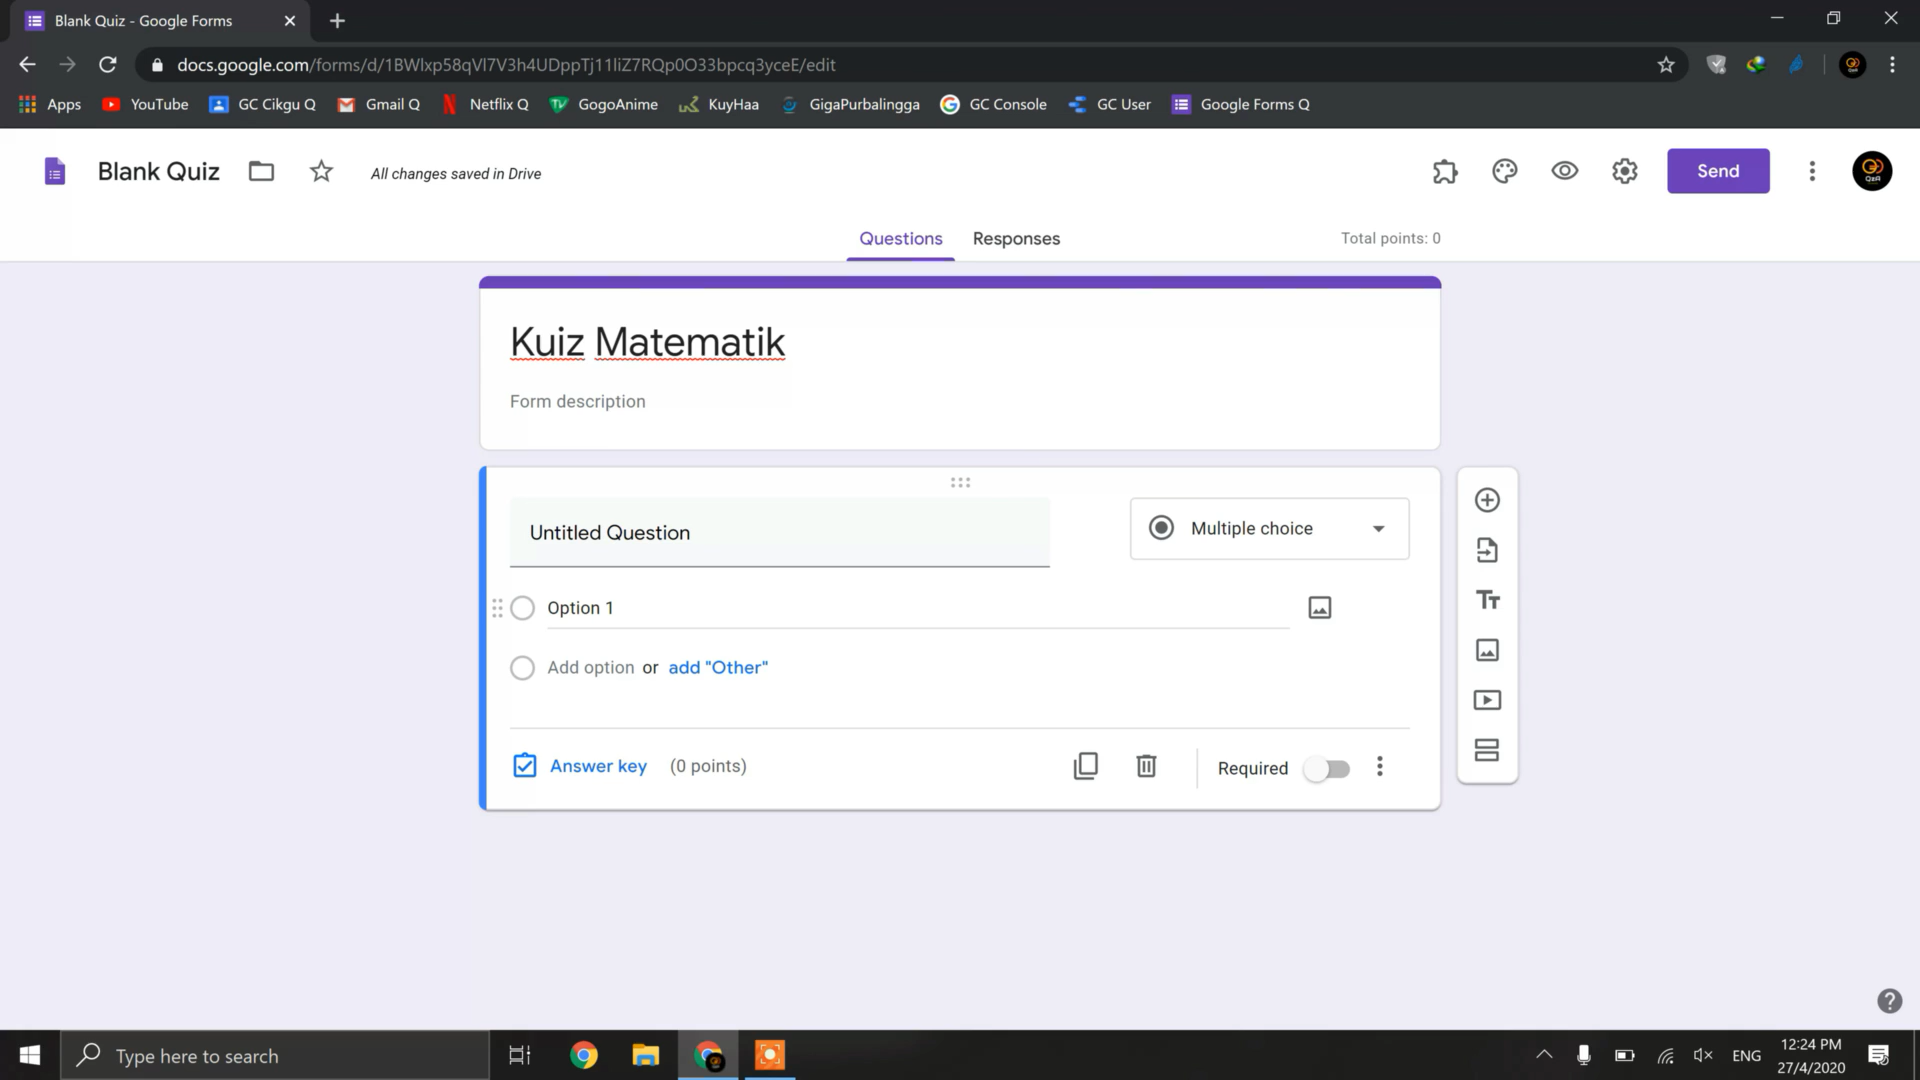 Blank Quiz - Google Forms
docs.google.com/forms/d/1BWlxp58qVl7V3h4UDppTj11liZ7RQp0O33bpcq3yceE/edit
Apps YouTube GC Cikgu Q Gmail Q Netflix Q GogoAnime KuyHaa GigaPurbalingga GC Console GC User Google Forms Q
Blank Quiz All changes saved in Drive Send
Questions Responses Total points: 0
Kuiz Matematik
Form description
Untitled Question Multiple choice
Option 1
Add option or add "Other"
Answer key (0 points) Required
Type here to search ENG 12:24 PM
27/4/2020